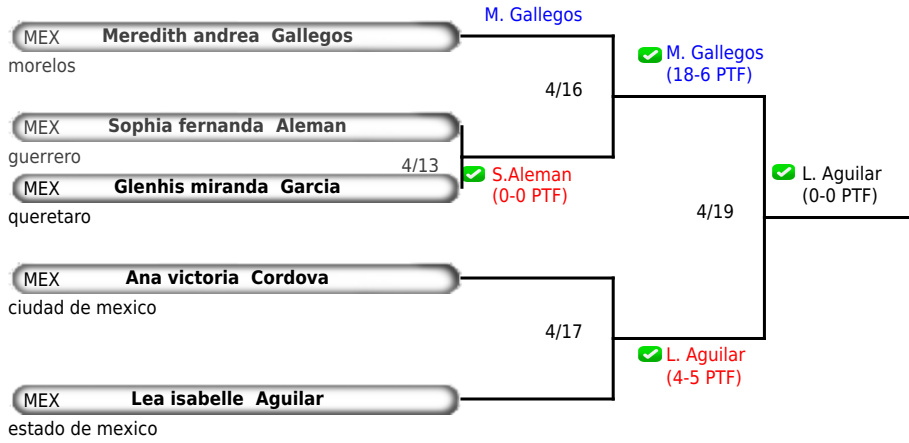 M. Gallegos
MEX Meredith andrea Gallegos
morelos
M. Gallegos
(18-6 PTF)
4/16
MEX Sophia fernanda Aleman
guerrero
4/13
S.Aleman
(0-0 PTF)
MEX Glenhis miranda Garcia
queretaro
L. Aguilar
(0-0 PTF)
4/19
MEX Ana victoria Cordova
ciudad de mexico
4/17
L. Aguilar
(4-5 PTF)
MEX Lea isabelle Aguilar
estado de mexico